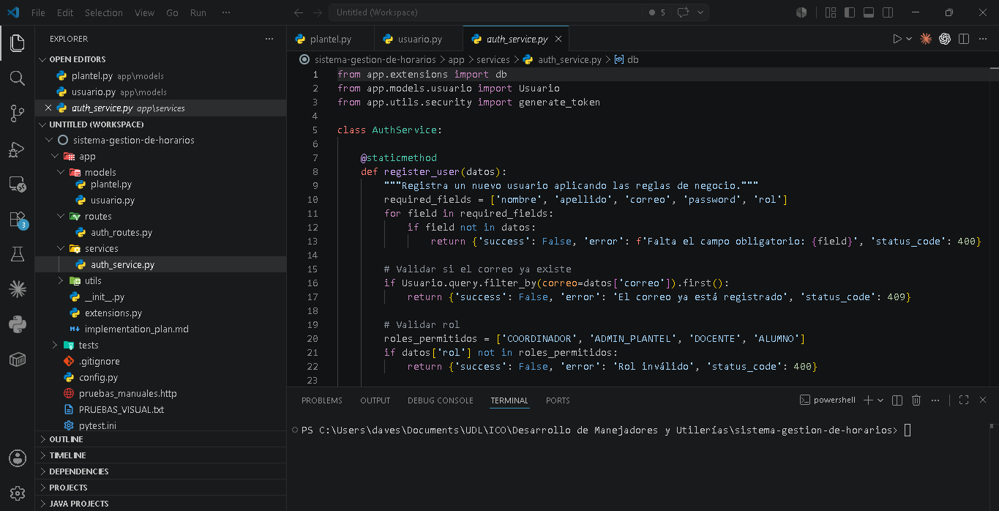 File Edit Selection View Go Run ···
Untitled (Workspace)
5
EXPLORER
OPEN EDITORS
plantel.py app\models
usuario.py app\models
auth_service.py app\services
UNTITLED (WORKSPACE)
sistema-gestion-de-horarios
app
models
plantel.py
usuario.py
routes
auth_routes.py
services
auth_service.py
utils
__init__.py
extensions.py
implementation_plan.md
tests
.gitignore
config.py
pruebas_manuales.http
PRUEBAS_VISUAL.txt
pytest.ini
OUTLINE
TIMELINE
DEPENDENCIES
PROJECTS
JAVA PROJECTS
3
plantel.py usuario.py auth_service.py
sistema-gestion-de-horarios > app > services > auth_service.py > db
1 from app.extensions import db
2 from app.models.usuario import Usuario
3 from app.utils.security import generate_token
4
5 class AuthService:
6
7     @staticmethod
8     def register_user(datos):
9         """Registra un nuevo usuario aplicando las reglas de negocio."""
10         required_fields = ['nombre', 'apellido', 'correo', 'password', 'rol']
11         for field in required_fields:
12             if field not in datos:
13                 return {'success': False, 'error': f'Falta el campo obligatorio: {field}', 'status_code': 400}
14
15         # Validar si el correo ya existe
16         if Usuario.query.filter_by(correo=datos['correo']).first():
17             return {'success': False, 'error': 'El correo ya está registrado', 'status_code': 409}
18
19         # Validar rol
20         roles_permitidos = ['COORDINADOR', 'ADMIN_PLANTEL', 'DOCENTE', 'ALUMNO']
21         if datos['rol'] not in roles_permitidos:
22             return {'success': False, 'error': 'Rol inválido', 'status_code': 400}
23
PROBLEMS OUTPUT DEBUG CONSOLE TERMINAL PORTS
powershell
PS C:\Users\daves\Documents\UDL\ICO\Desarrollo de Manejadores y Utilerías\sistema-gestion-de-horarios>